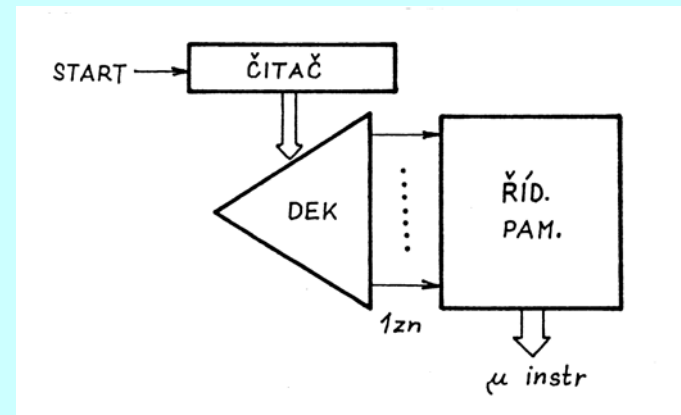 START
ČITAČ
DEK
ŘÍD.
PAM.
1zn
μ instr